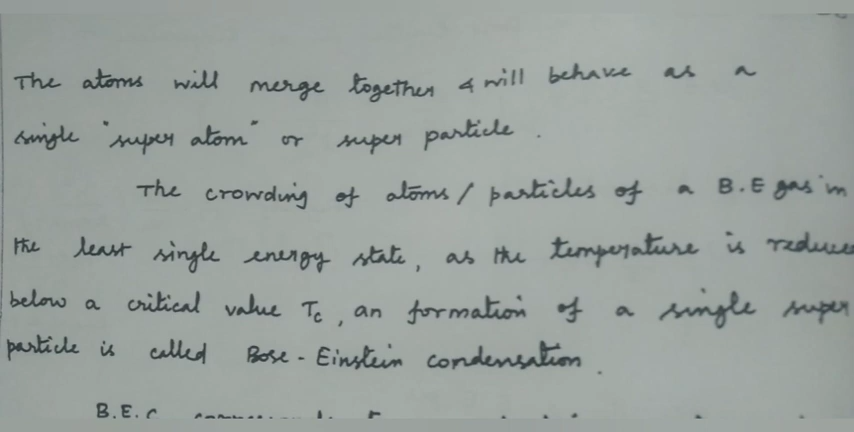 The atoms will merge together & will behave as a
single "super atom" or super particle.
The crowding of atoms / particles of a B.E gas in
the least single energy state, as the temperature is reduced
below a critical value Tc, an formation of a single super
particle is called Bose-Einstein condensation.
B.E.C